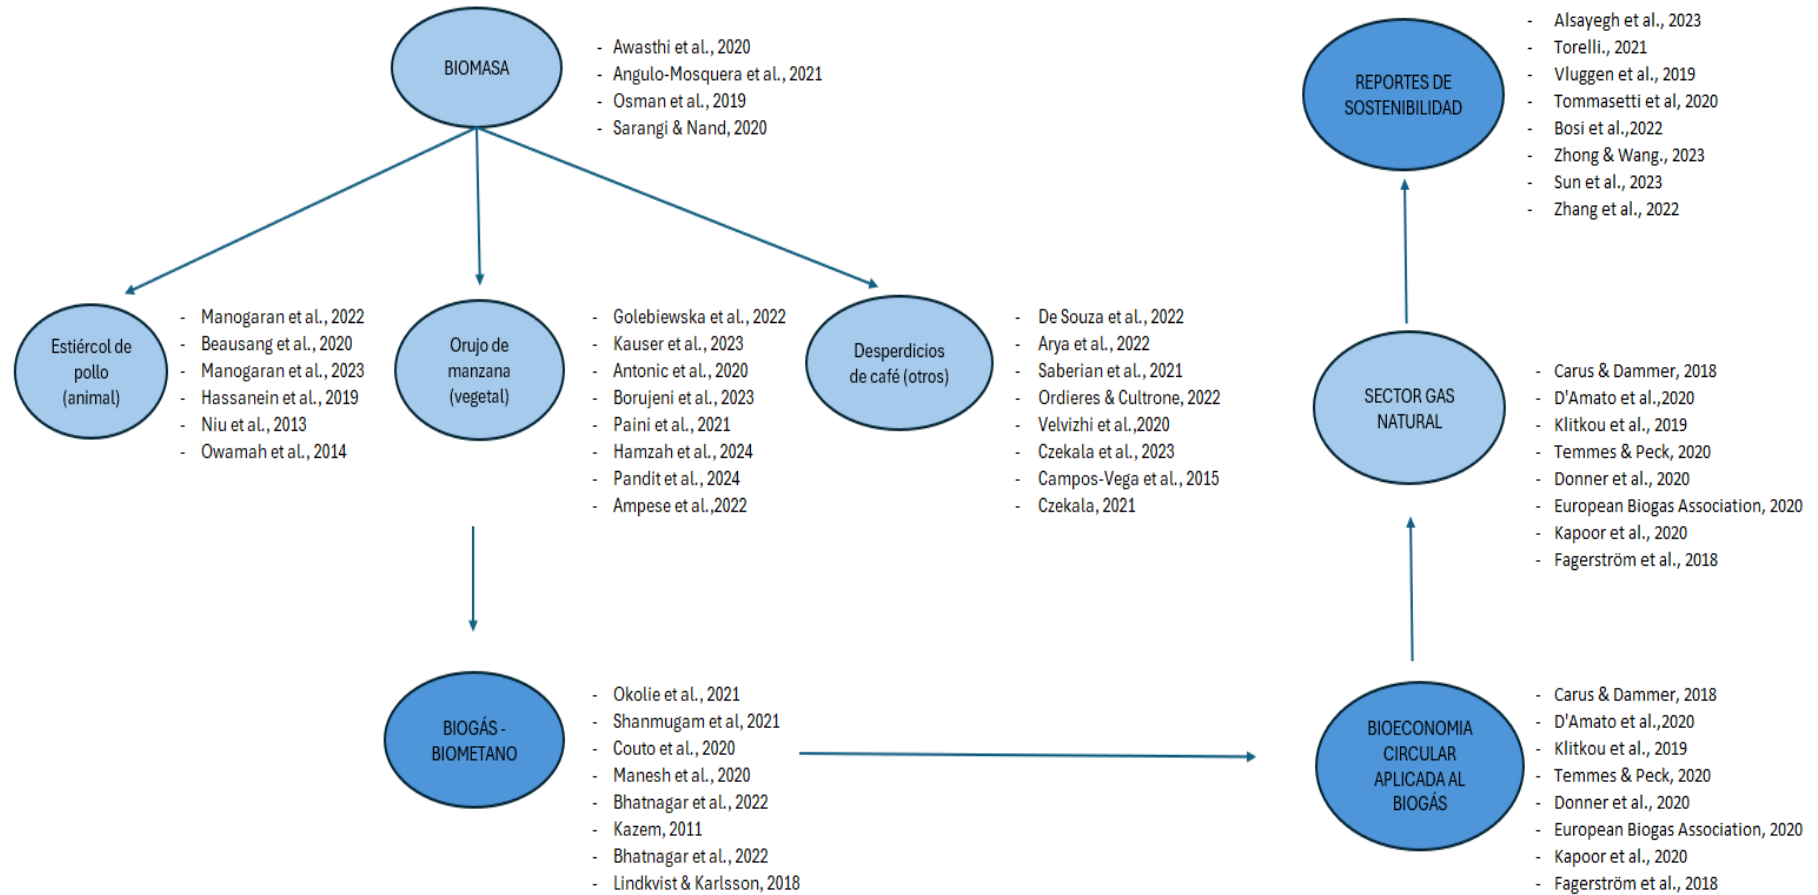 BIOMASA
- Awasthi et al., 2020
- Angulo-Mosquera et al., 2021
- Osman et al., 2019
- Sarangi & Nand, 2020
REPORTES DE
SOSTENIBILIDAD
- Alsayegh et al., 2023
- Torelli., 2021
- Vluggen et al., 2019
- Tommasetti et al, 2020
- Bosi et al.,2022
- Zhong & Wang., 2023
- Sun et al., 2023
- Zhang et al., 2022
Estiércol de
pollo
(animal)
- Manogaran et al., 2022
- Beausang et al., 2020
- Manogaran et al., 2023
- Hassanein et al., 2019
- Niu et al., 2013
- Owamah et al., 2014
Orujo de
manzana
(vegetal)
- Golebiewska et al., 2022
- Kauser et al., 2023
- Antonic et al., 2020
- Borujeni et al., 2023
- Paini et al., 2021
- Hamzah et al., 2024
- Pandit et al., 2024
- Ampese et al.,2022
Desperdicios
de café (otros)
- De Souza et al., 2022
- Arya et al., 2022
- Saberian et al., 2021
- Ordieres & Cultrone, 2022
- Velvizhi et al.,2020
- Czekala et al., 2023
- Campos-Vega et al., 2015
- Czekala, 2021
SECTOR GAS
NATURAL
- Carus & Dammer, 2018
- D'Amato et al.,2020
- Klitkou et al., 2019
- Temmes & Peck, 2020
- Donner et al., 2020
- European Biogas Association, 2020
- Kapoor et al., 2020
- Fagerström et al., 2018
BIOGÁS -
BIOMETANO
- Okolie et al., 2021
- Shanmugam et al, 2021
- Couto et al., 2020
- Manesh et al., 2020
- Bhatnagar et al., 2022
- Kazem, 2011
- Bhatnagar et al., 2022
- Lindkvist & Karlsson, 2018
BIOECONOMIA
CIRCULAR
APLICADA AL
BIOGÁS
- Carus & Dammer, 2018
- D'Amato et al.,2020
- Klitkou et al., 2019
- Temmes & Peck, 2020
- Donner et al., 2020
- European Biogas Association, 2020
- Kapoor et al., 2020
- Fagerström et al., 2018